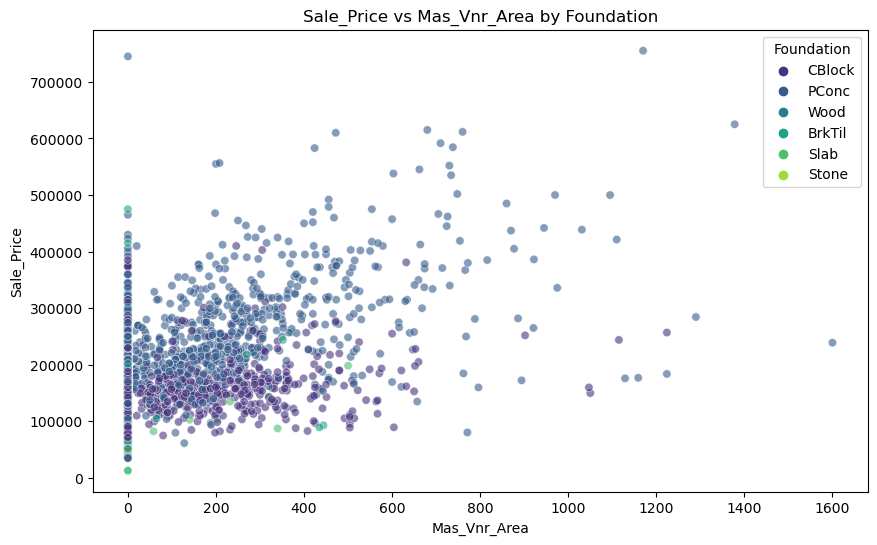 Sale_Price vs Mas_Vnr_Area by Foundation
Foundation
CBlock
PConc
Wood
BrkTil
Slab
Stone
Sale_Price
700000
600000
500000
400000
300000
200000
100000
0
0 200 400 600 800 1000 1200 1400 1600
Mas_Vnr_Area